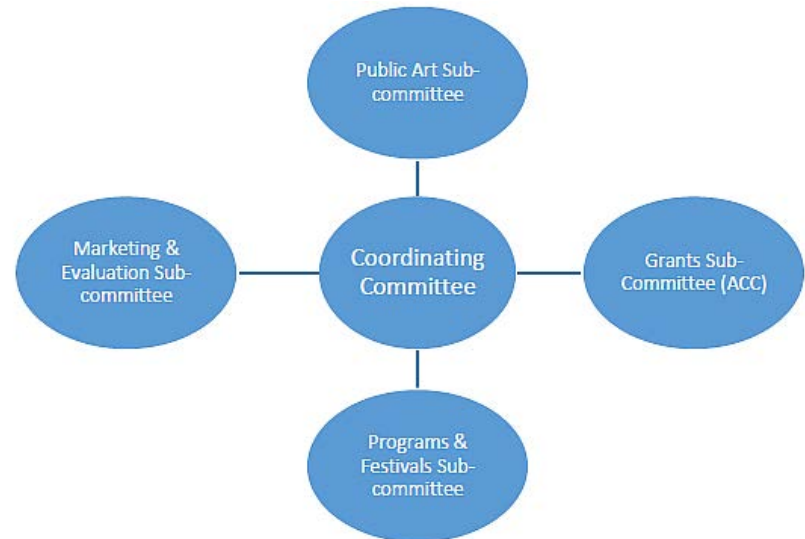 Public Art Sub-
committee
Marketing &
Evaluation Sub-
committee
Coordinating
Committee
Grants Sub-
Committee (ACC)
Programs &
Festivals Sub-
committee